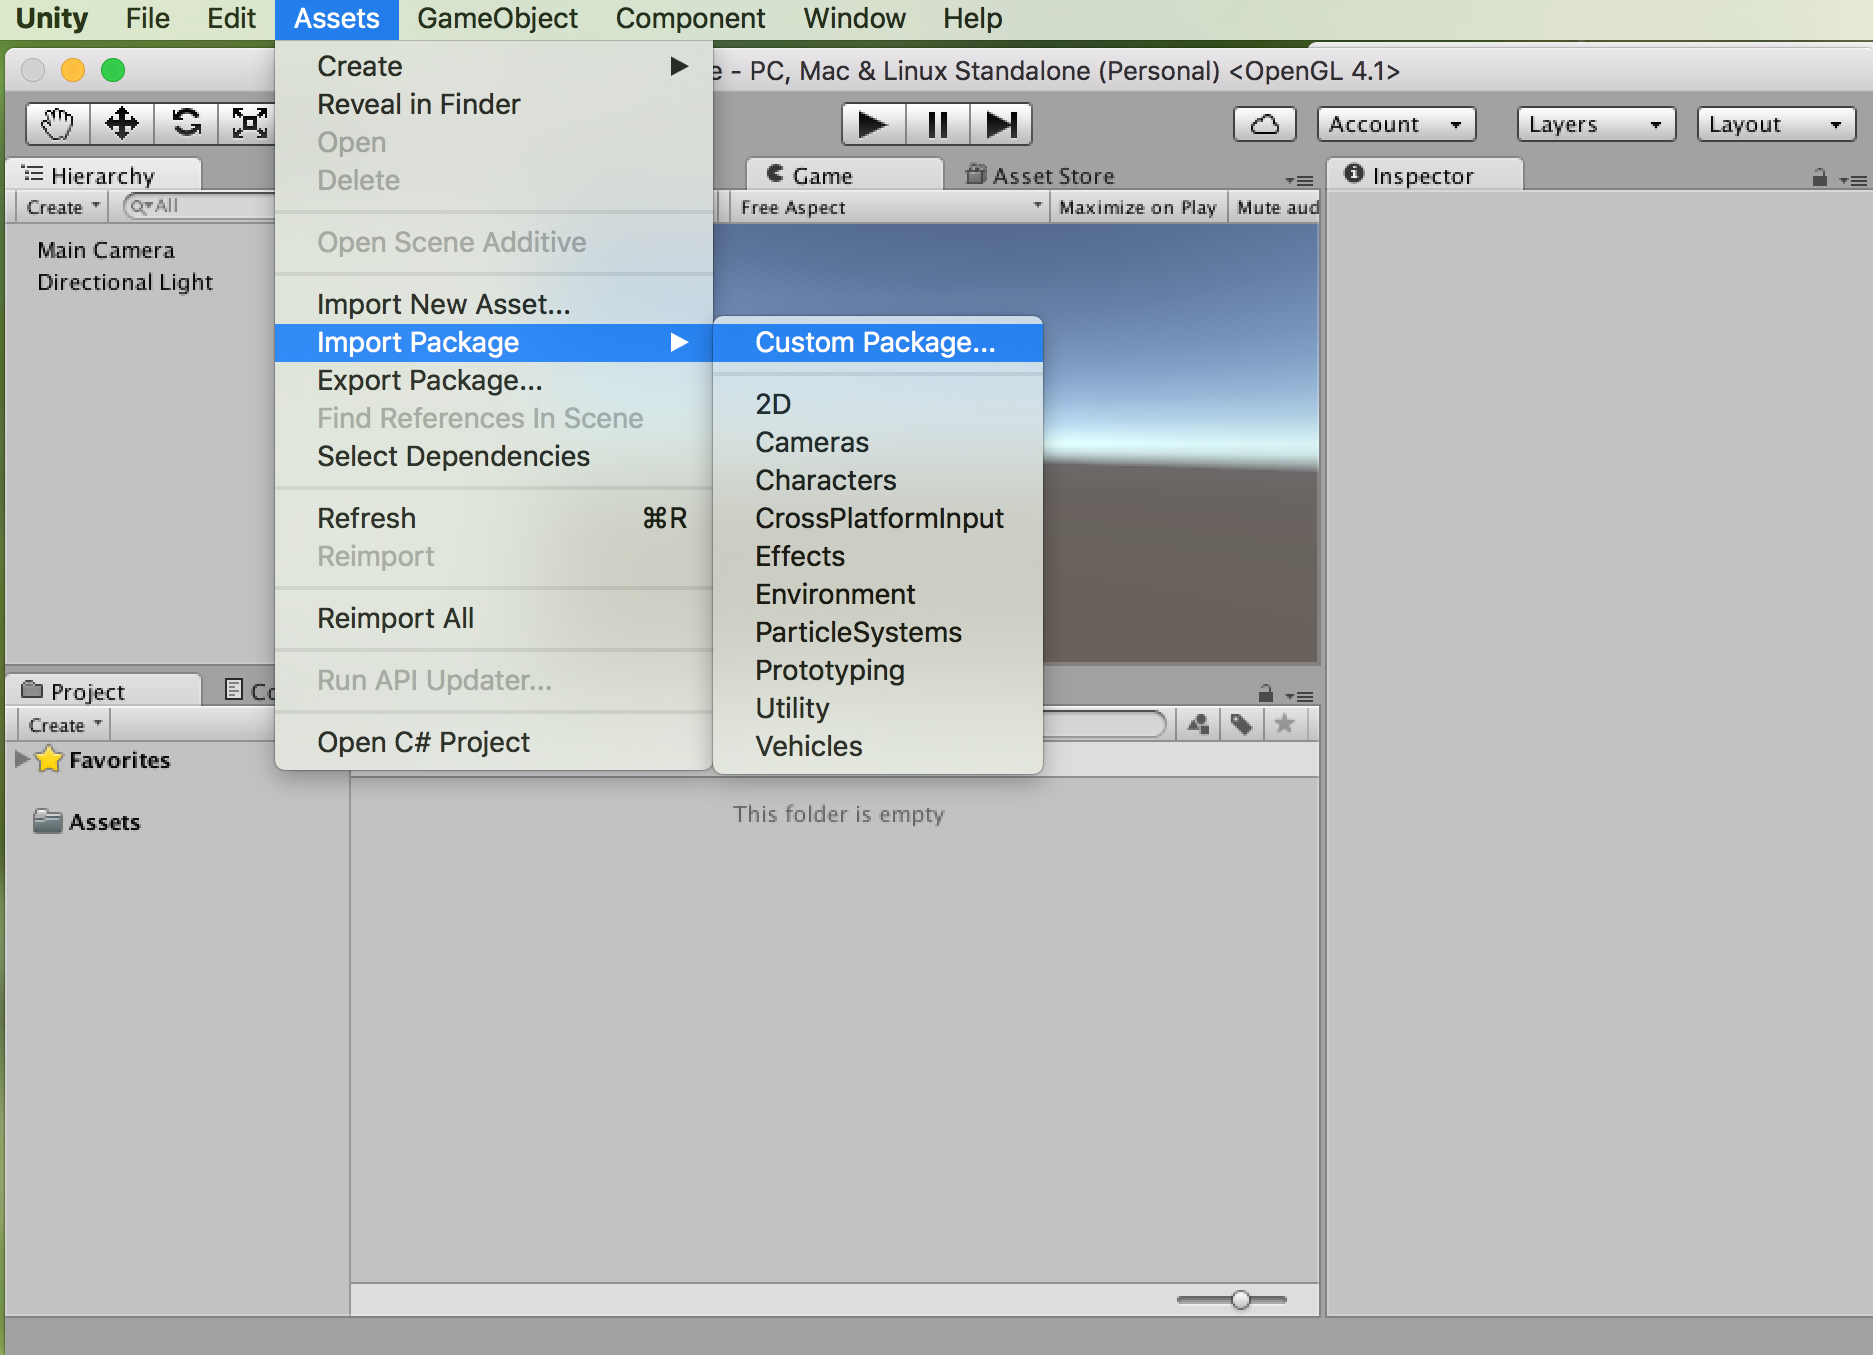 Unity File Edit Assets GameObject Component Window Help
e - PC, Mac & Linux Standalone (Personal) <OpenGL 4.1>
Account Layers Layout
Hierarchy
Create All
Main Camera
Directional Light
Create
Reveal in Finder
Open
Delete
Open Scene Additive
Import New Asset...
Import Package
Export Package...
Find References In Scene
Select Dependencies
Refresh ⌘R
Reimport
Reimport All
Run API Updater...
Open C# Project
Custom Package...
2D
Cameras
Characters
CrossPlatformInput
Effects
Environment
ParticleSystems
Prototyping
Utility
Vehicles
Game Asset Store
Free Aspect Maximize on Play Mute aud
Inspector
Project Co
Create
Favorites
Assets
This folder is empty